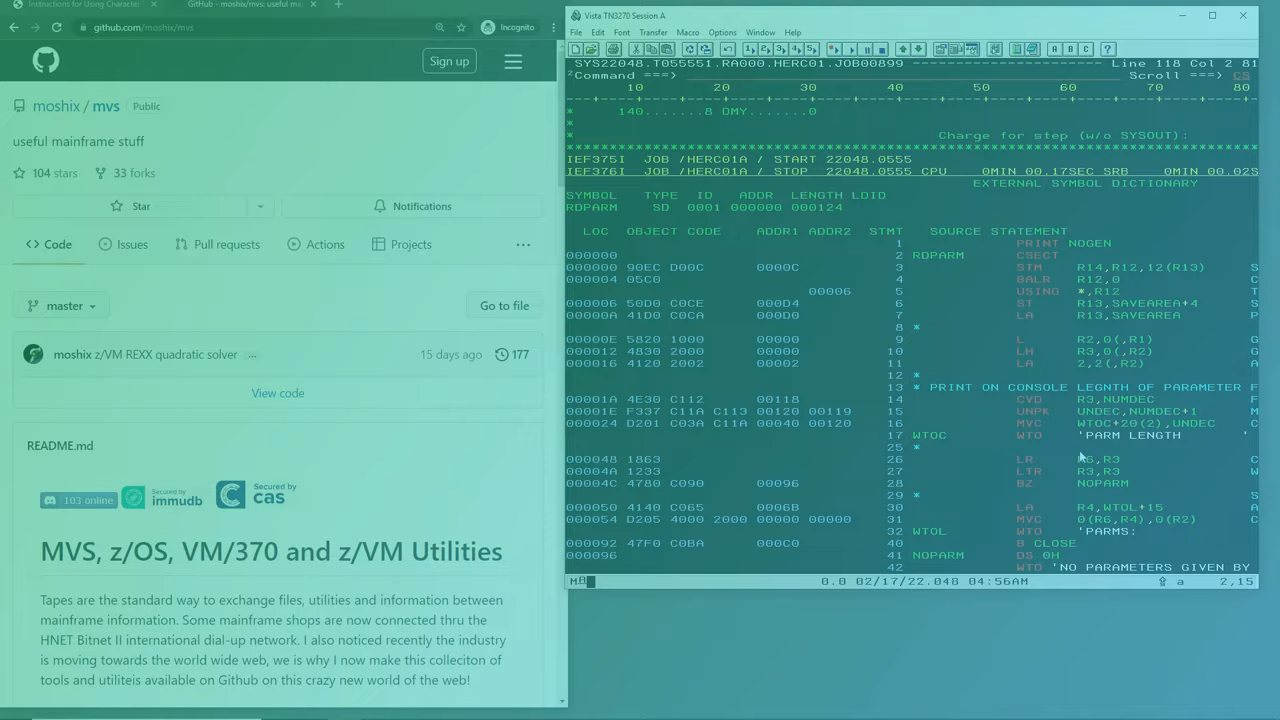 Instructions for Using Character
GitHub - moshix/mvs: useful ma
github.com/moshix/mvs
Incognito
Sign up
moshix / mvs Public
useful mainframe stuff
104 stars 33 forks
Star Notifications
Code Issues Pull requests Actions Projects
master Go to file
moshix z/VM REXX quadratic solver 15 days ago 177
View code
README.md
103 online Secured by immudb Secured by cas
MVS, z/OS, VM/370 and z/VM Utilities
Tapes are the standard way to exchange files, utilities and information between
mainframe information. Some mainframe shops are now connected thru the
HNET Bitnet II international dial-up network. I also noticed recently the industry
is moving towards the world wide web, we is why I now make this colleciton of
tools and utiliteis available on Github on this crazy new world of the web!
Vista TN3270 Session A
File Edit Font Transfer Macro Options Window Help
SYS22048.T055551.RA000.HERC01.JOB00899 Line 118 Col 2 81
Command ===> Scroll ===> CS
10 20 30 40 50 60 70 80
* 140.......8 DMY.......0
*
* Charge for step (w/o SYSOUT):
IEF375I JOB /HERC01A / START 22048.0555
IEF376I JOB /HERC01A / STOP 22048.0555 CPU 0MIN 00.17SEC SRB 0MIN 00.02S
EXTERNAL SYMBOL DICTIONARY
SYMBOL TYPE ID ADDR LENGTH LDID
RDPARM SD 0001 000000 000124
LOC OBJECT CODE ADDR1 ADDR2 STMT SOURCE STATEMENT
1 PRINT NOGEN
000000 2 RDPARM CSECT
000000 90EC D00C 0000C 3 STM R14,R12,12(R13) S
000004 05C0 4 BALR R12,0 C
00006 5 USING *,R12 T
000006 50D0 C0CE 000D4 6 ST R13,SAVEAREA+4 S
00000A 41D0 C0CA 000D0 7 LA R13,SAVEAREA P
8 *
00000E 5820 1000 00000 9 L R2,0(,R1) G
000012 4830 2000 00000 10 LH R3,0(,R2) G
000016 4120 2002 00002 11 LA 2,2(,R2) A
12 *
13 * PRINT ON CONSOLE LEGNTH OF PARAMETER F
00001A 4E30 C112 00118 14 CVD R3,NUMDEC F
00001E F337 C11A C113 00120 00119 15 UNPK UNDEC,NUMDEC+1 M
000024 D201 C03A C11A 00040 00120 16 MVC WTOC+20(2),UNDEC C
17 WTOC WTO 'PARM LENGTH '
25 *
000048 1863 26 LR R6,R3 C
00004A 1233 27 LTR R3,R3 W
00004C 4780 C090 00096 28 BZ NOPARM
29 * S
000050 4140 C065 0006B 30 LA R4,WTOL+15 A
000054 D205 4000 2000 00000 00000 31 MVC 0(R6,R4),0(R2) C
32 WTOL WTO 'PARMS:
000092 47F0 C0BA 000C0 40 B CLOSE
000096 41 NOPARM DS 0H
42 WTO 'NO PARAMETERS GIVEN BY
MB 0.0 02/17/22.048 04:56AM a 2,15